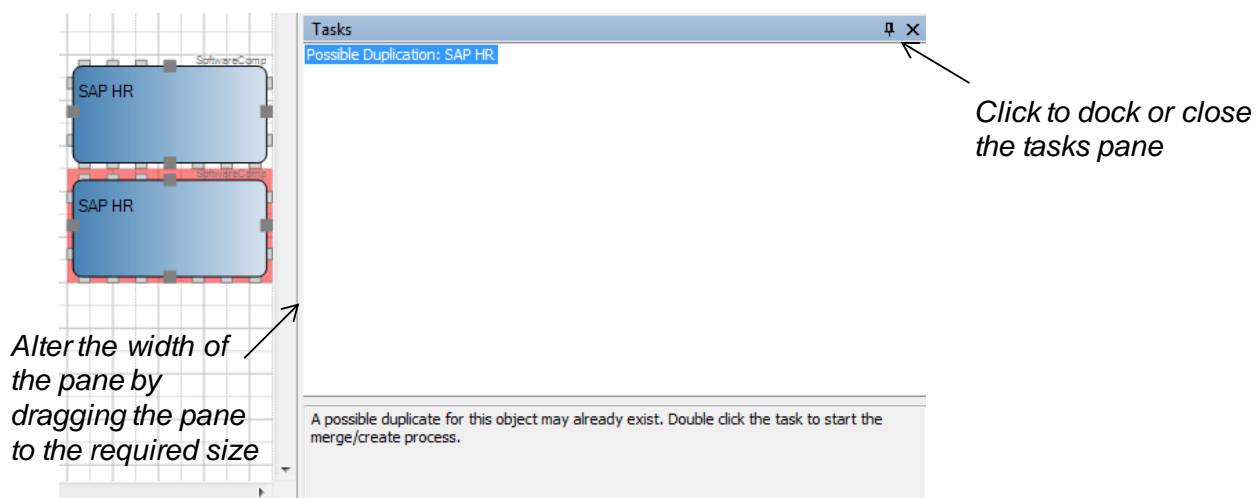 Tasks
Possible Duplication: SAP HR
SoftwareComp
SAP HR
Click to dock or close
the tasks pane
SoftwareComp
SAP HR
Alter the width of
the pane by
dragging the pane
to the required size
A possible duplicate for this object may already exist. Double click the task to start the
merge/create process.